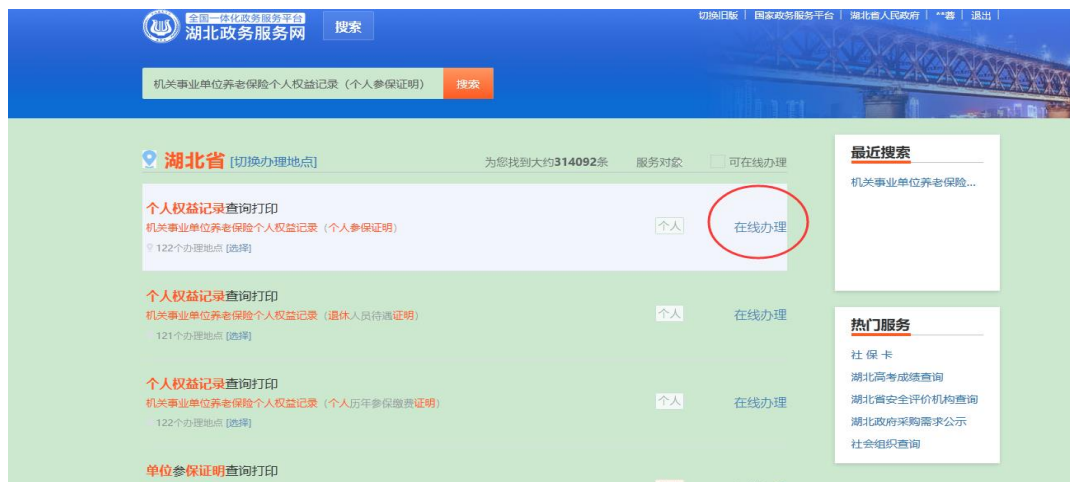 全国一体化政务服务平台
湖北政务服务网
搜索
切换旧版 | 国家政务服务平台 | 湖北省人民政府 | **蓉 | 退出 |
机关事业单位养老保险个人权益记录（个人参保证明） 搜索
湖北省 [切换办理地点] 为您找到大约314092条 服务对象 可在线办理
个人权益记录查询打印
机关事业单位养老保险个人权益记录（个人参保证明） 个人 在线办理
122个办理地点 [选择]
个人权益记录查询打印
机关事业单位养老保险个人权益记录（退休人员待遇证明） 个人 在线办理
121个办理地点 [选择]
个人权益记录查询打印
机关事业单位养老保险个人权益记录（个人历年参保缴费证明） 个人 在线办理
122个办理地点 [选择]
单位参保证明查询打印
最近搜索
机关事业单位养老保险...
热门服务
社 保 卡
湖北高考成绩查询
湖北省安全评价机构查询
湖北政府采购需求公示
社会组织查询